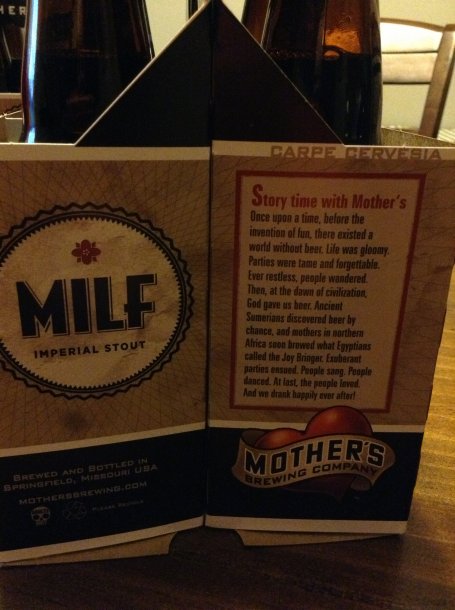 HER
CARPE CERVESIA
MILF
IMPERIAL STOUT
BREWED AND BOTTLED IN
SPRINGFIELD, MISSOURI USA
MOTHERSBREWING.COM
PLEASE RECYCLE
Story time with Mother's
Once upon a time, before the
invention of fun, there existed a
world without beer. Life was gloomy.
Parties were tame and forgettable.
Ever restless, people wandered.
Then, at the dawn of civilization,
God gave us beer. Ancient
Sumerians discovered beer by
chance, and mothers in northern
Africa soon brewed what Egyptians
called the Joy Bringer. Exuberant
parties ensued. People sang. People
danced. At last, the people loved.
And we drank happily ever after!
MOTHER'S
BREWING COMPANY